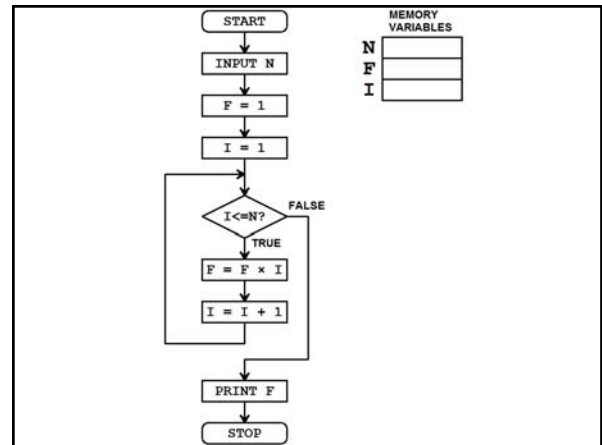 START
INPUT N
F = 1
I = 1
I<=N?
FALSE
TRUE
F = F × I
I = I + 1
PRINT F
STOP
MEMORY
VARIABLES
N
F
I